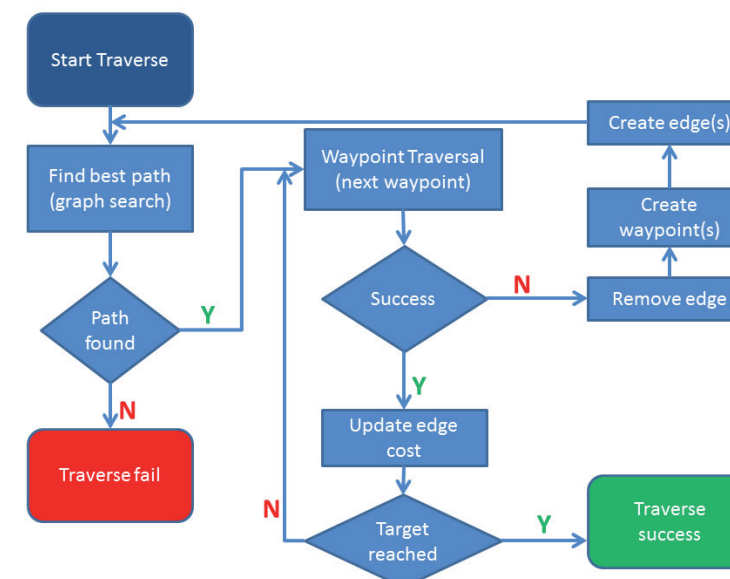 Start Traverse
Find best path
(graph search)
Path
found
Y
N
Traverse fail
Waypoint Traversal
(next waypoint)
Success
N
Y
Update edge
cost
Target
reached
N
Y
Traverse
success
Remove edge
Create
waypoint(s)
Create edge(s)